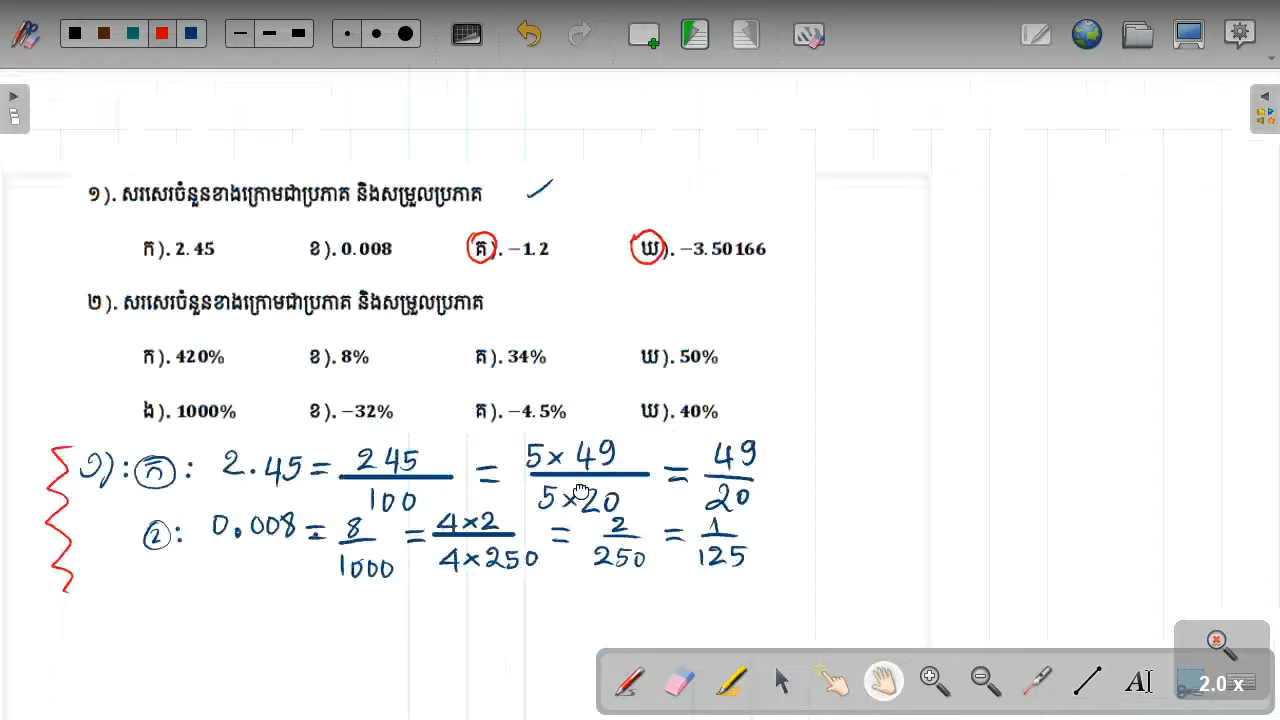 ១). សរសេរចំនួនខាងក្រោមជាប្រភាគ និងសម្រួលប្រភាគ
ក). 2.45 ខ). 0.008 គ). −1.2 ឃ). −3.50166
២). សរសេរចំនួនខាងក្រោមជាប្រភាគ និងសម្រួលប្រភាគ
ក). 420% ខ). 8% គ). 34% ឃ). 50%
ង). 1000% ខ). −32% គ). −4.5% ឃ). 40%
១): ក: 2.45 = 245/100 = 5×49/5×20 = 49/20
ខ: 0.008 = 8/1000 = 4×2/4×250 = 2/250 = 1/125
AI
2.0 x